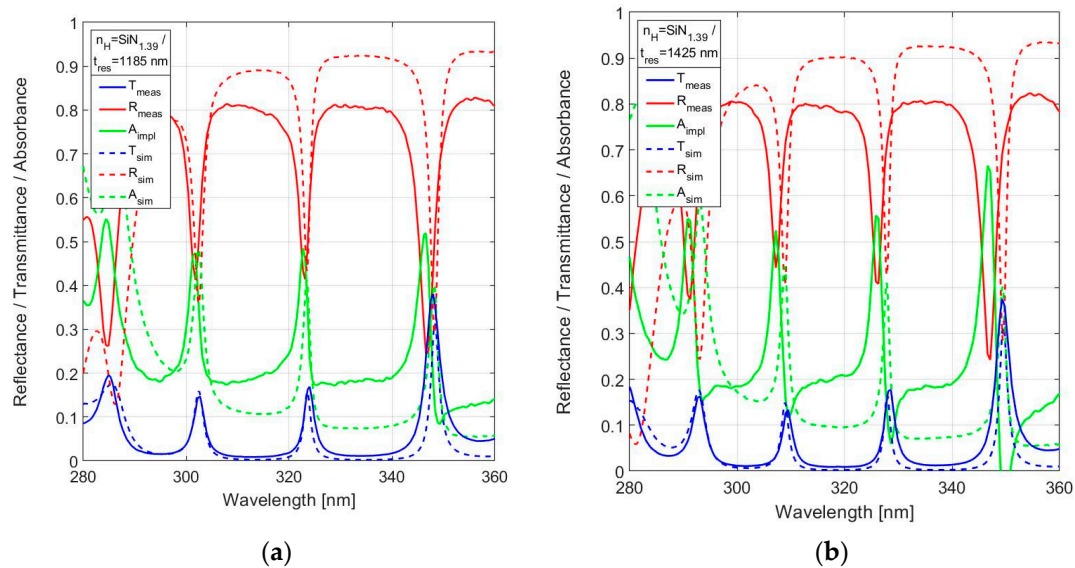 1
0.9
0.8
0.7
0.6
0.5
0.4
0.3
0.2
0.1
0
280
300
320
340
360
Wavelength [nm]
Reflectance / Transmittance / Absorbance
n_H=SiN_1.39 /
t_res=1185 nm
T_meas
R_meas
A_impl
T_sim
R_sim
A_sim
(a)
1
0.9
0.8
0.7
0.6
0.5
0.4
0.3
0.2
0.1
0
280
300
320
340
360
Wavelength [nm]
Reflectance / Transmittance / Absorbance
n_H=SiN_1.39 /
t_res=1425 nm
T_meas
R_meas
A_impl
T_sim
R_sim
A_sim
(b)